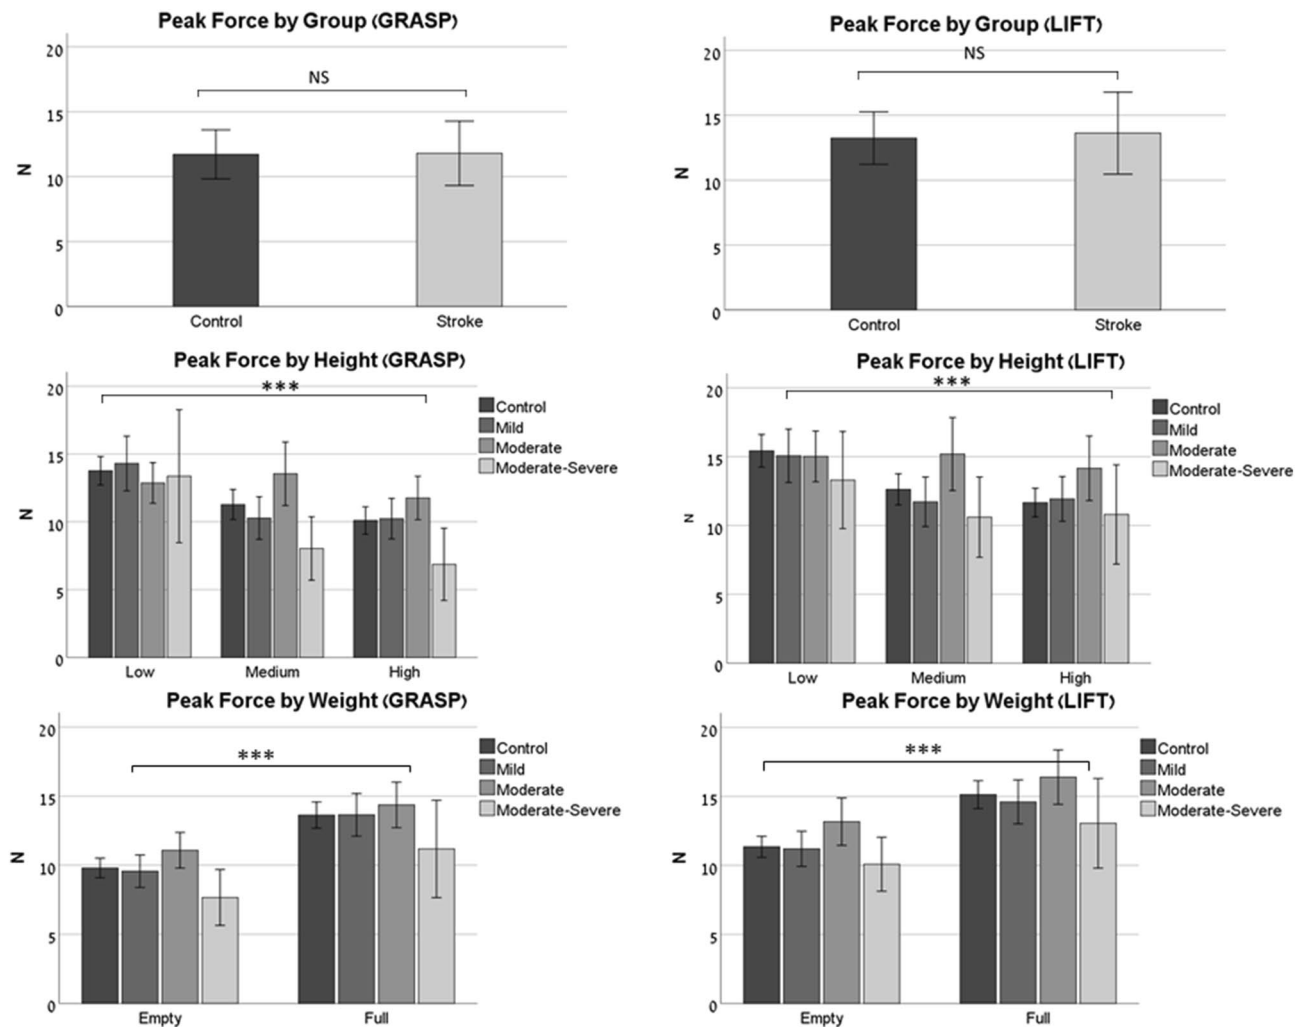 Peak Force by Group (GRASP)
20
15
10
5
0
N
NS
Control
Stroke
Peak Force by Group (LIFT)
20
15
10
5
0
N
NS
Control
Stroke
Peak Force by Height (GRASP)
20
15
10
5
0
N
***
Low
Medium
High
Control
Mild
Moderate
Moderate-Severe
Peak Force by Height (LIFT)
20
15
10
5
0
N
***
Low
Medium
High
Control
Mild
Moderate
Moderate-Severe
Peak Force by Weight (GRASP)
20
15
10
5
0
N
***
Empty
Full
Control
Mild
Moderate
Moderate-Severe
Peak Force by Weight (LIFT)
20
15
10
5
0
N
***
Empty
Full
Control
Mild
Moderate
Moderate-Severe